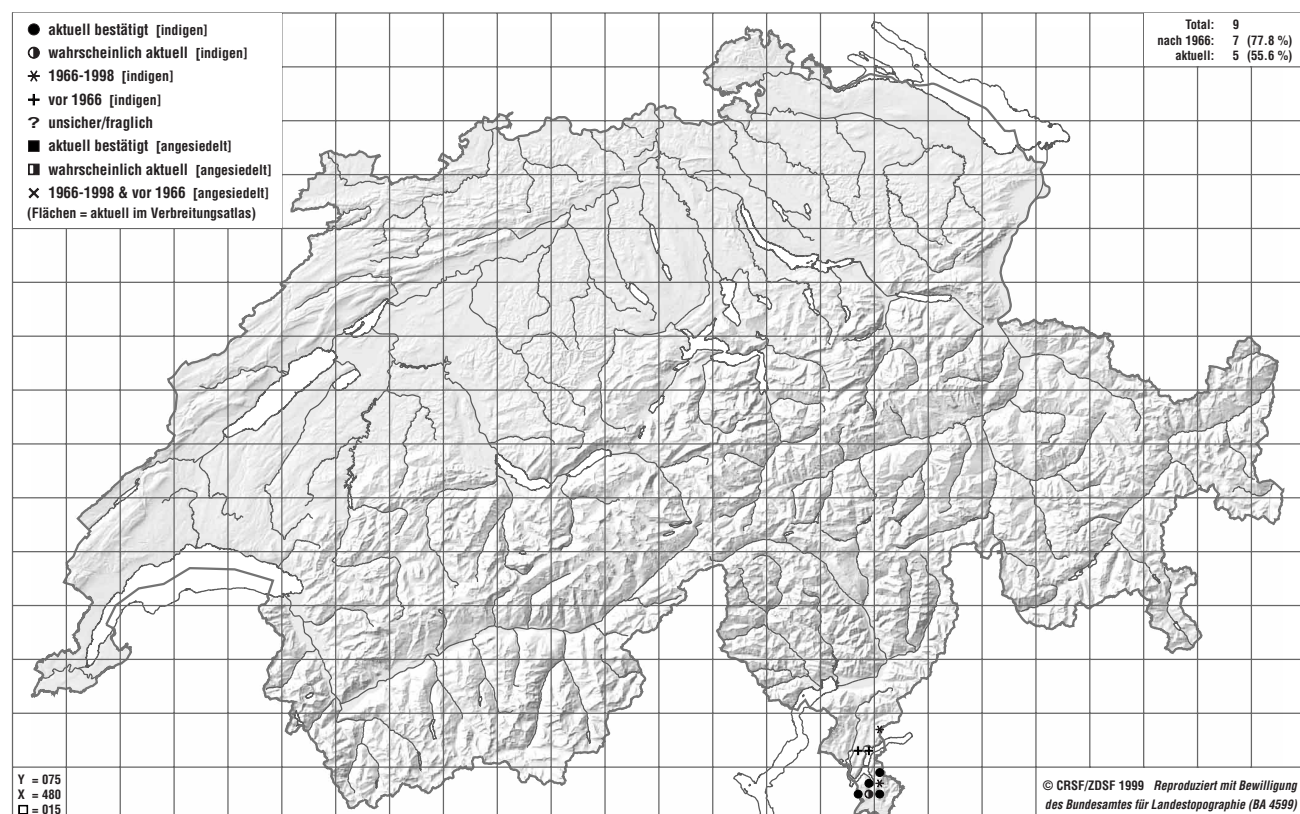 aktuell bestätigt [indigen]
wahrscheinlich aktuell [indigen]
1966-1998 [indigen]
vor 1966 [indigen]
? unsicher/fraglich
aktuell bestätigt [angesiedelt]
wahrscheinlich aktuell [angesiedelt]
1966-1998 & vor 1966 [angesiedelt]
(Flächen = aktuell im Verbreitungsatlas)
Total: 9
nach 1966: 7 (77.8 %)
aktuell: 5 (55.6 %)
Y = 075
X = 480
= 015
© CRSF/ZDSF 1999 Reproduziert mit Bewilligung
des Bundesamtes für Landestopographie (BA 4599)